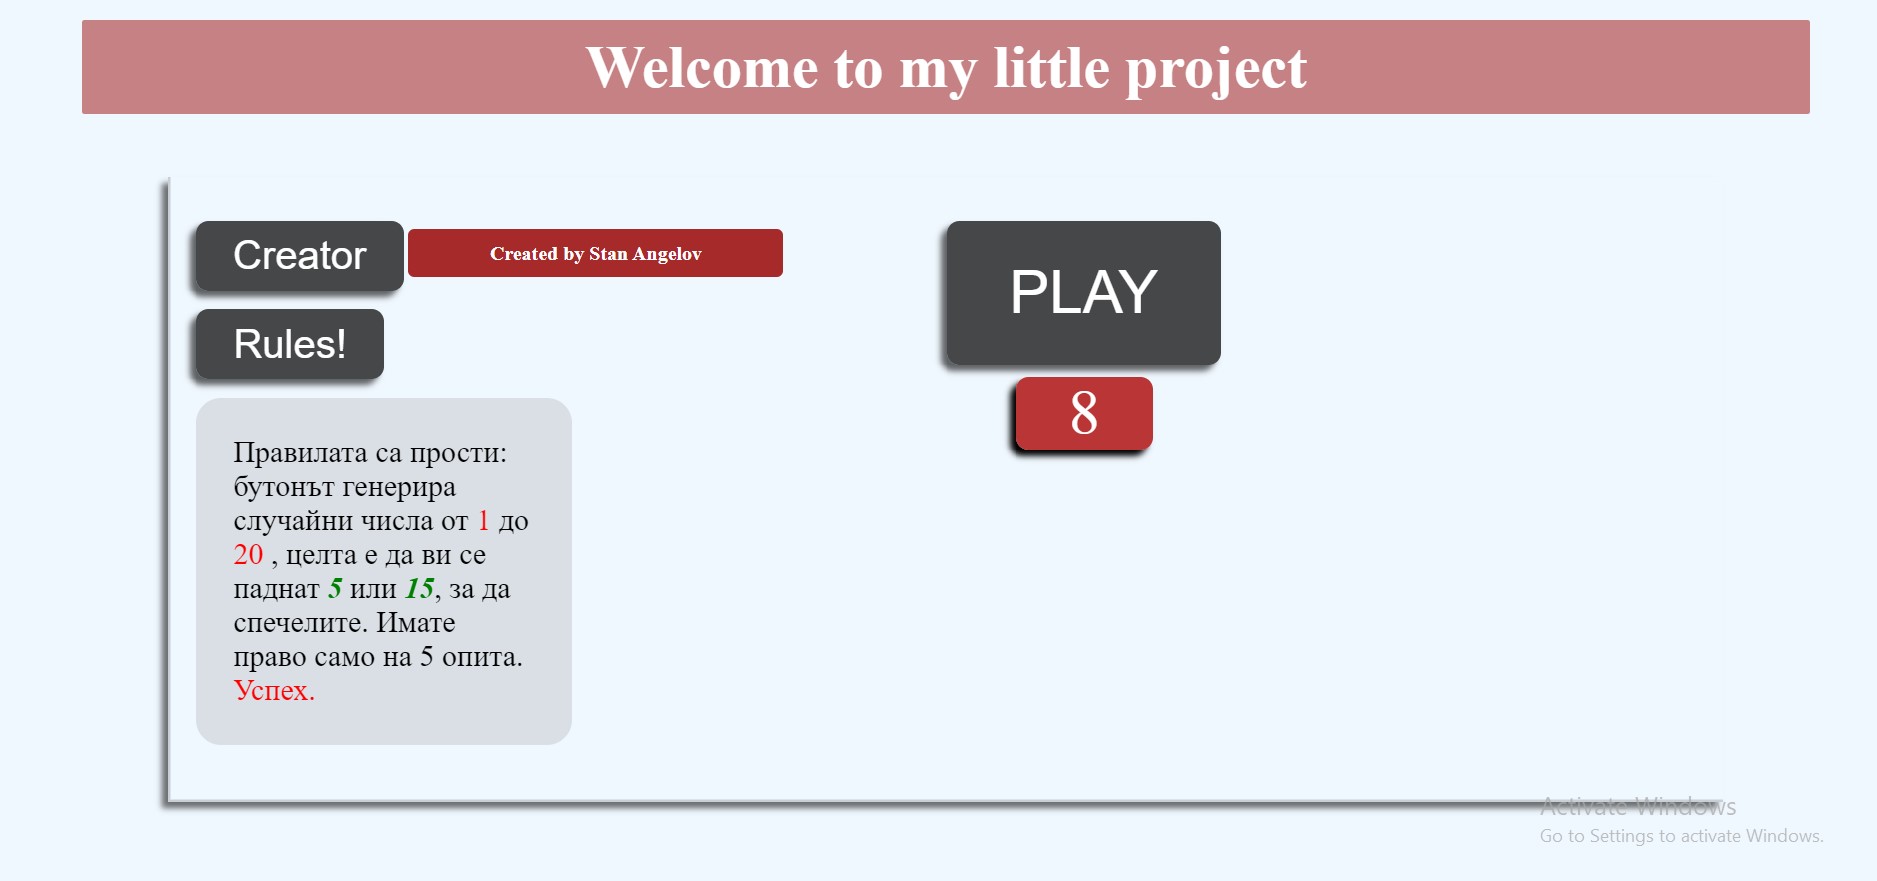 Welcome to my little project
Creator
Created by Stan Angelov
PLAY
8
Rules!
Правилата са прости:
бутонът генерира
случайни числа от 1 до
20 , целта е да ви се
паднат 5 или 15, за да
спечелите. Имате
право само на 5 опита.
Успех.
Activate Windows
Go to Settings to activate Windows.